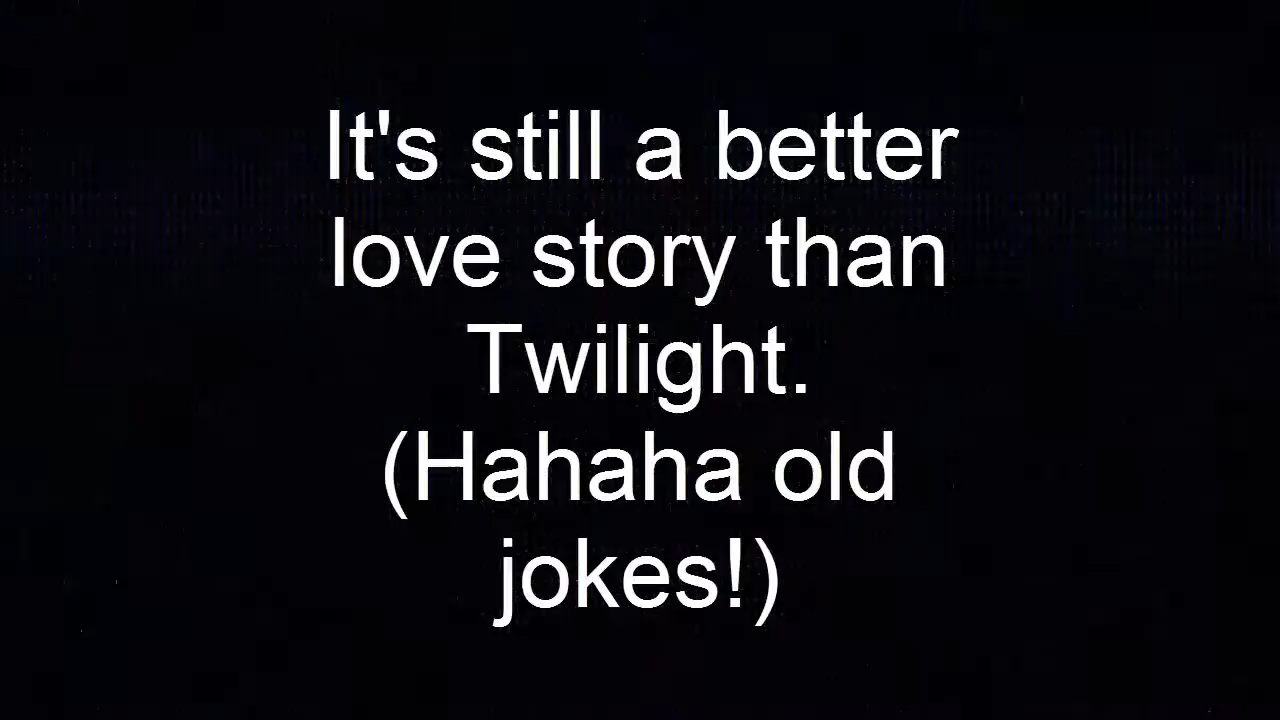 It's still a better
love story than
Twilight.
(Hahaha old
jokes!)